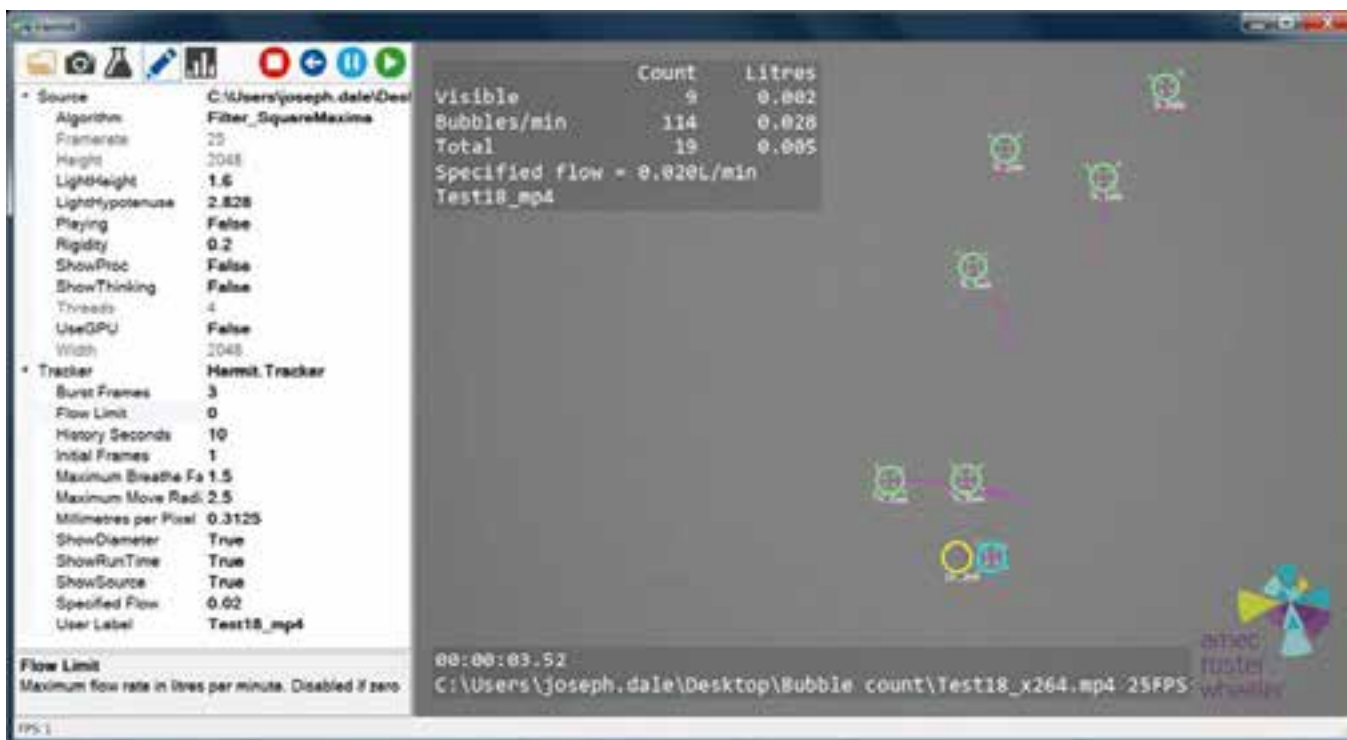 Hermit
Source C:\Users\joseph.dale\Desl
Algorithm Filter_SquareMaxima
Framerate 25
Height 2048
LightHeight 1.6
LightHypotenuse 2.828
Playing False
Rigidity 0.2
ShowProc False
ShowThinking False
Threads 4
UseGPU False
Width 2048
Tracker Hermit.Tracker
Burst Frames 3
Flow Limit 0
History Seconds 10
Initial Frames 1
Maximum Breathe Fa 1.5
Maximum Move Radi 2.5
Millimetres per Pixel 0.3125
ShowDiameter True
ShowRunTime True
ShowSource True
Specified Flow 0.02
User Label Test18_mp4
Flow Limit
Maximum flow rate in litres per minute. Disabled if zero
FPS 1
Count Litres
Visible 9 0.002
Bubbles/min 114 0.028
Total 19 0.005
Specified flow = 0.020L/min
Test18_mp4
00:00:03.52
C:\Users\joseph.dale\Desktop\Bubble count\Test18_x264.mp4 25FPS
amec
foster
wheeler